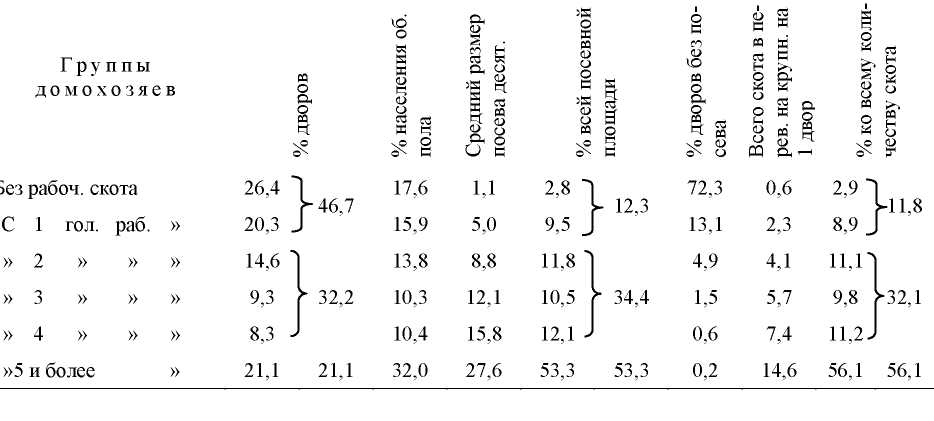 Группы
домохозяев
% дворов
% населения об.
пола
Средний размер
посева десят.
% всей посевной
площади
% дворов без по-
сева
Всего скота в пе-
рев. на крупн. на
1 двор
% ко всему коли-
честву скота
Без рабоч. скота 26,4 17,6 1,1 2,8 72,3 0,6 2,9
46,7 12,3 11,8
С 1 гол. раб. » 20,3 15,9 5,0 9,5 13,1 2,3 8,9
» 2 » » » 14,6 13,8 8,8 11,8 4,9 4,1 11,1
» 3 » » » 9,3 32,2 10,3 12,1 10,5 34,4 1,5 5,7 9,8 32,1
» 4 » » » 8,3 10,4 15,8 12,1 0,6 7,4 11,2
»5 и более » 21,1 21,1 32,0 27,6 53,3 53,3 0,2 14,6 56,1 56,1